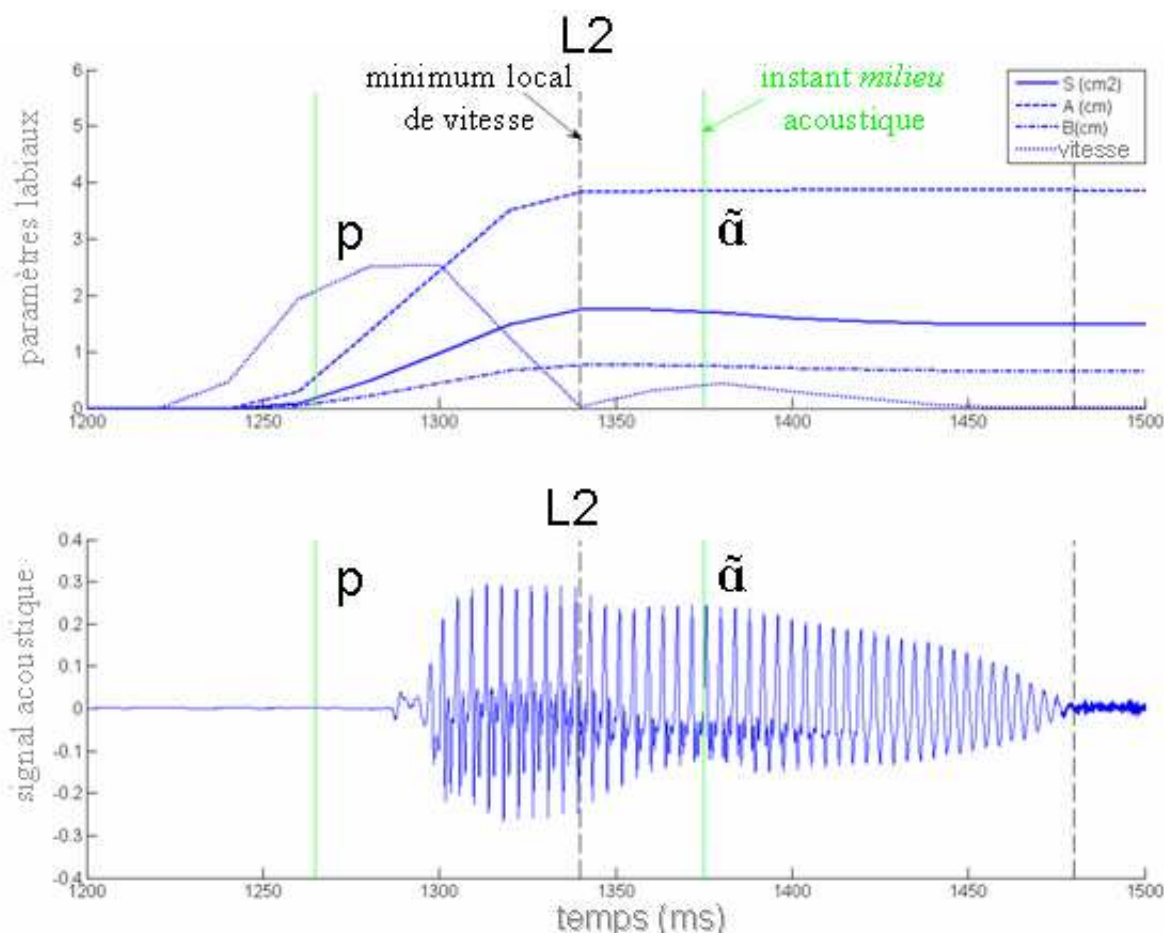 L2
minimum local
de vitesse
instant milieu
acoustique
S (cm2)
A (cm)
B(cm)
vitesse
paramètres labiaux
6
5
4
3
2
1
0
p
ɑ̃
1200
1250
1300
1350
1400
1450
1500
L2
signal acoustique
0.4
0.3
0.2
0.1
0
-0.1
-0.2
-0.3
-0.4
p
ɑ̃
1200
1250
1300
1350
1400
1450
1500
temps (ms)